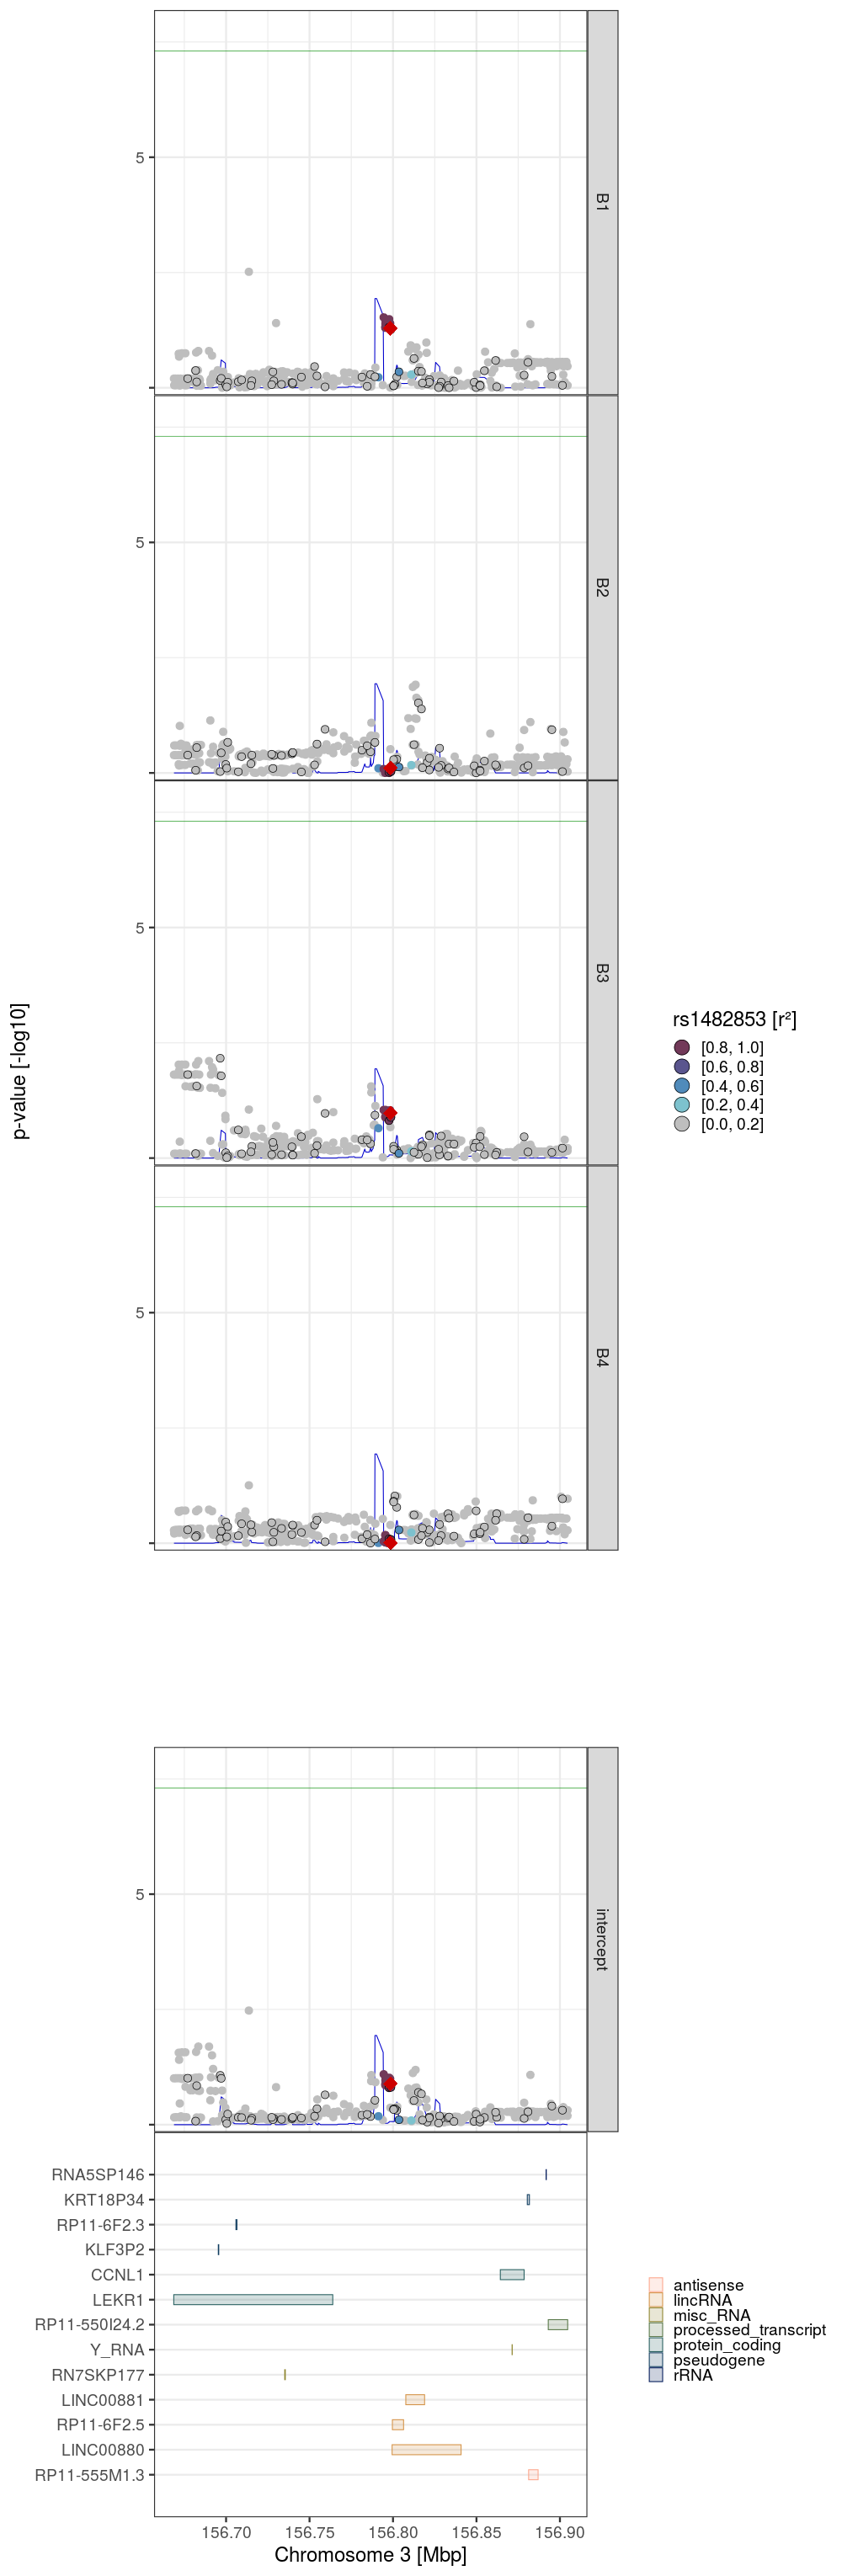 5
B1
5
B2
5
B3
5
B4
p-value [-log10]
rs1482853 [r²]
[0.8, 1.0]
[0.6, 0.8]
[0.4, 0.6]
[0.2, 0.4]
[0.0, 0.2]
5
intercept
RNA5SP146
KRT18P34
RP11-6F2.3
KLF3P2
CCNL1
LEKR1
RP11-550I24.2
Y_RNA
RN7SKP177
LINC00881
RP11-6F2.5
LINC00880
RP11-555M1.3
antisense
lincRNA
misc_RNA
processed_transcript
protein_coding
pseudogene
rRNA
156.70 156.75 156.80 156.85 156.90
Chromosome 3 [Mbp]